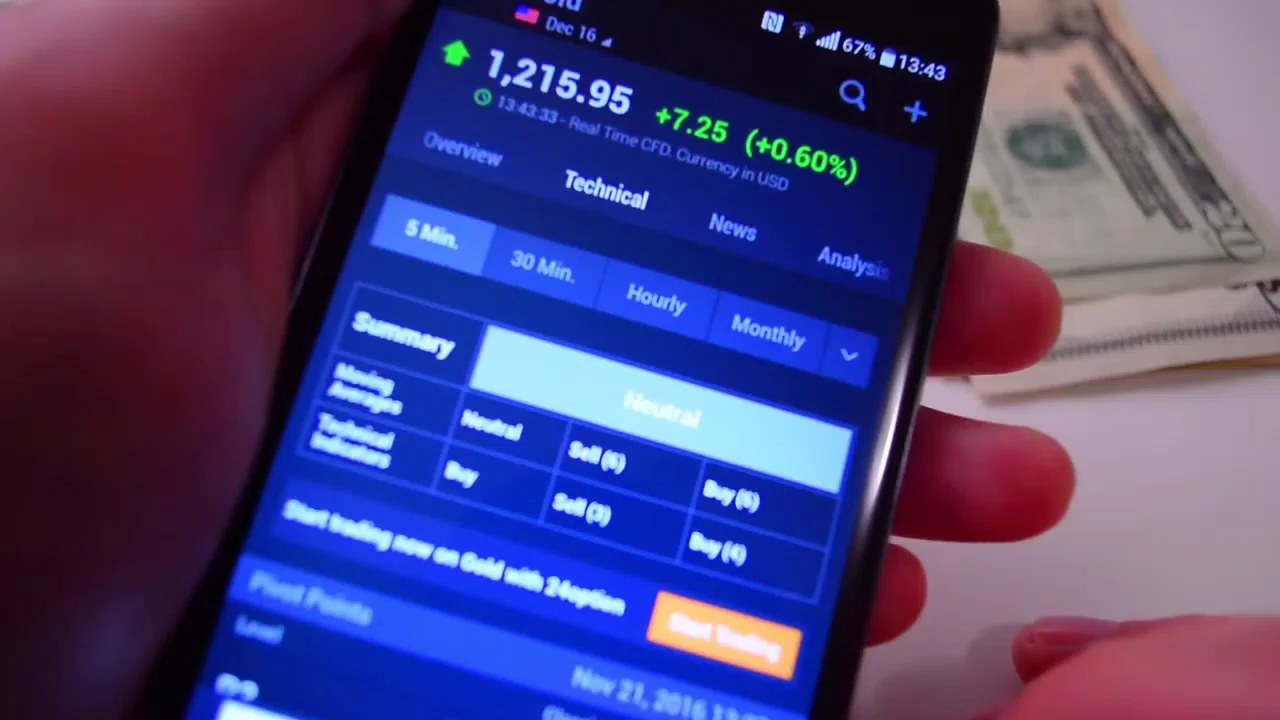 Dec 16
67% 13:43
1,215.95 +7.25 (+0.60%)
13:43:33 - Real Time CFD. Currency in USD
Overview Technical News Analysis
5 Min. 30 Min. Hourly Monthly
Summary Neutral
Moving Averages Neutral Sell (6) Buy (6)
Technical Indicators Buy Sell (3) Buy (4)
Start trading now on Gold with 24option
Start Trading
Pivot Points
Level Nov 21, 2016